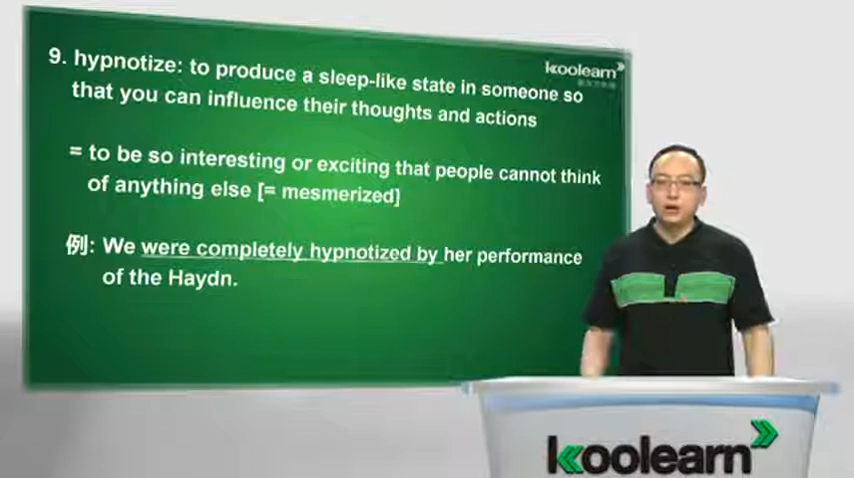 9. hypnotize: to produce a sleep-like state in someone so
that you can influence their thoughts and actions
= to be so interesting or exciting that people cannot think
of anything else [= mesmerized]
例: We were completely hypnotized by her performance
of the Haydn.
koolearn
koolearn